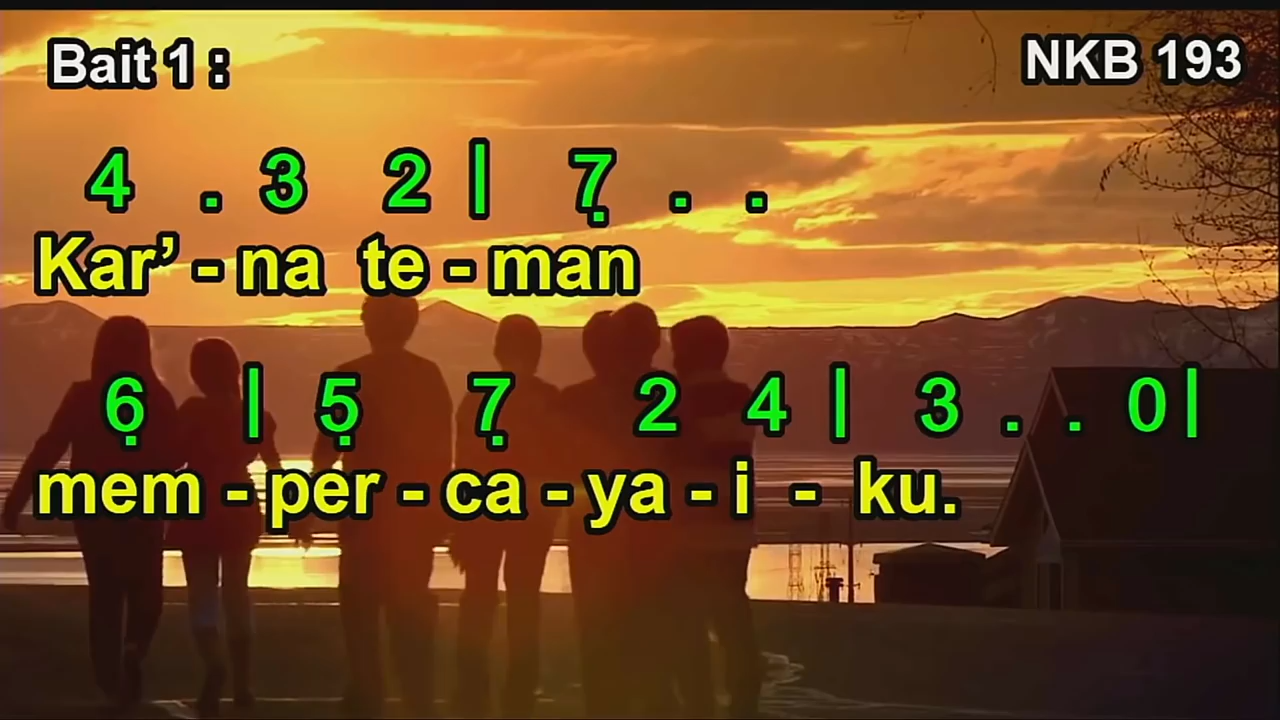 Bait 1 : NKB 193
4 . 3 2 | 7̣ . .
Kar’ - na te - man
6̣ | 5̣ 7̣ 2 4 | 3 . . 0 |
mem - per - ca - ya - i - ku.